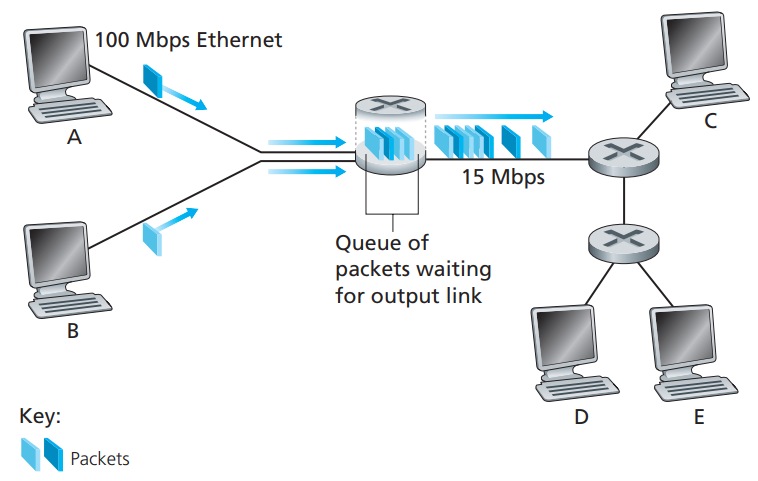 100 Mbps Ethernet
A
C
15 Mbps
Queue of
packets waiting
for output link
B
D
E
Key:
Packets